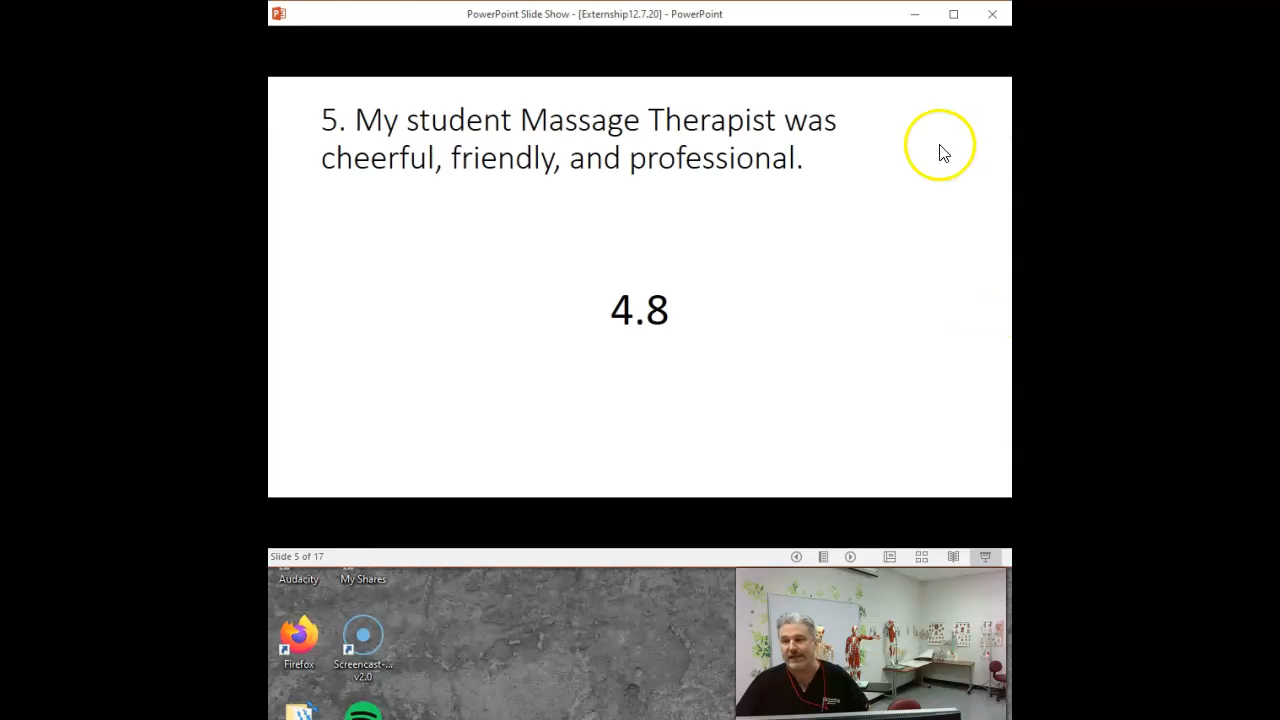 PowerPoint Slide Show - [Externship12.7.20] - PowerPoint
5. My student Massage Therapist was
cheerful, friendly, and professional.
4.8
Slide 5 of 17
Audacity
My Shares
Firefox
Screencast-...
v2.0